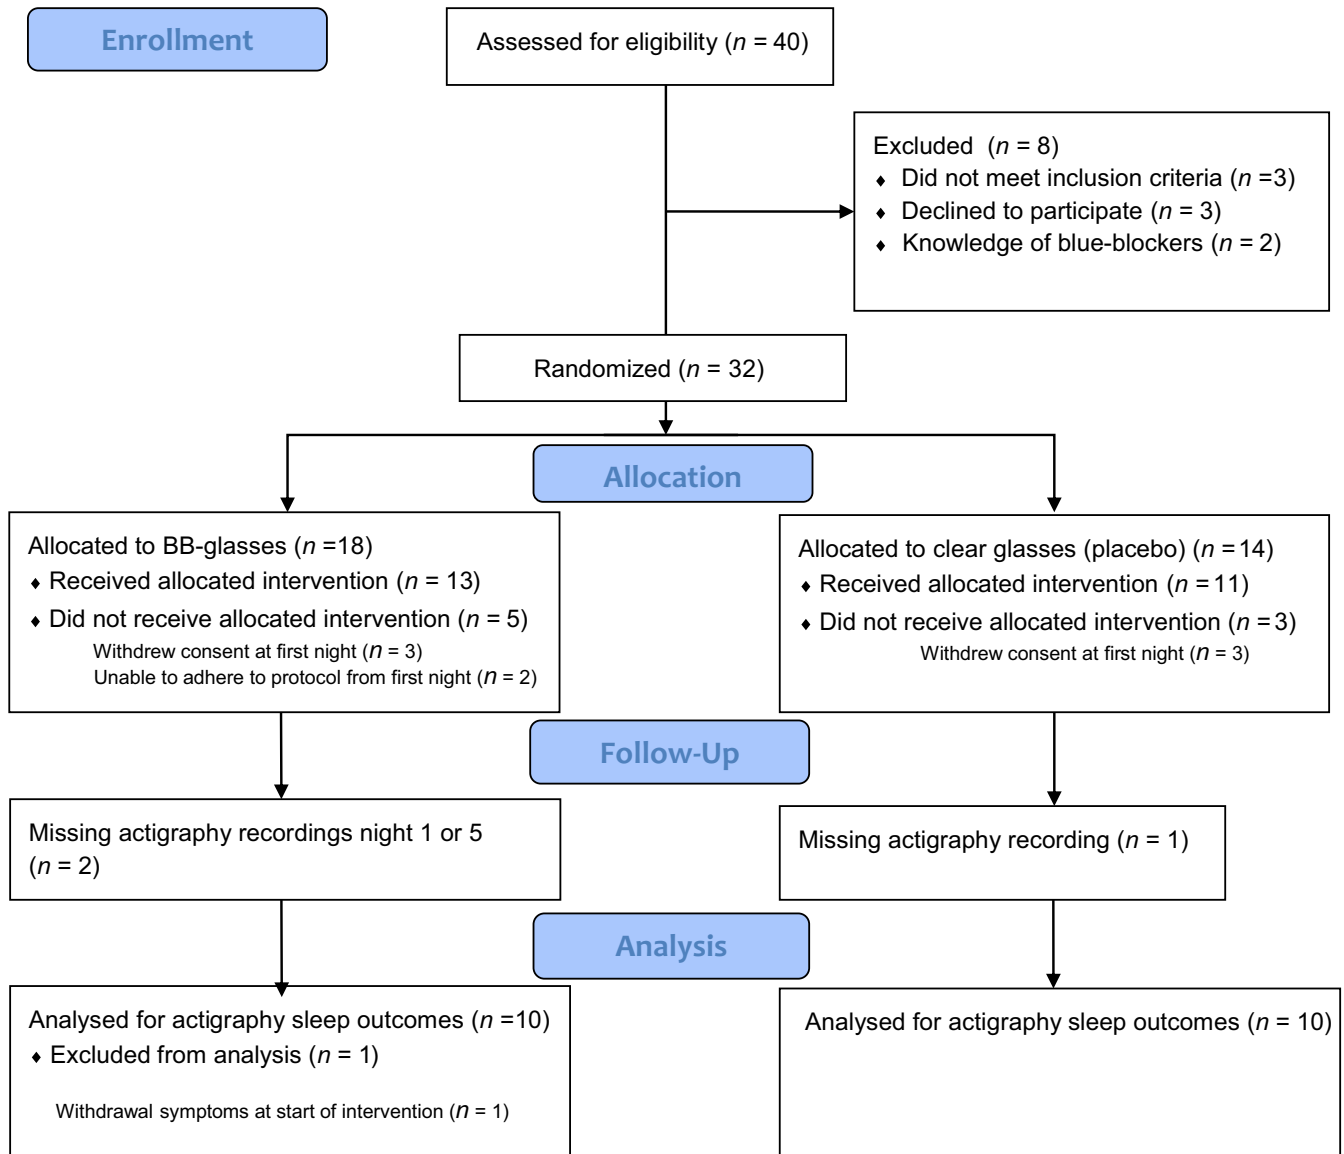 Enrollment
Assessed for eligibility (n = 40)
Excluded (n = 8)
♦ Did not meet inclusion criteria (n =3)
♦ Declined to participate (n = 3)
♦ Knowledge of blue-blockers (n = 2)
Randomized (n = 32)
Allocation
Allocated to BB-glasses (n =18)
♦ Received allocated intervention (n = 13)
♦ Did not receive allocated intervention (n = 5)
Withdrew consent at first night (n = 3)
Unable to adhere to protocol from first night (n = 2)
Allocated to clear glasses (placebo) (n =14)
♦ Received allocated intervention (n = 11)
♦ Did not receive allocated intervention (n = 3)
Withdrew consent at first night (n = 3)
Follow-Up
Missing actigraphy recordings night 1 or 5
(n = 2)
Missing actigraphy recording (n = 1)
Analysis
Analysed for actigraphy sleep outcomes (n =10)
♦ Excluded from analysis (n = 1)
Withdrawal symptoms at start of intervention (n = 1)
Analysed for actigraphy sleep outcomes (n = 10)